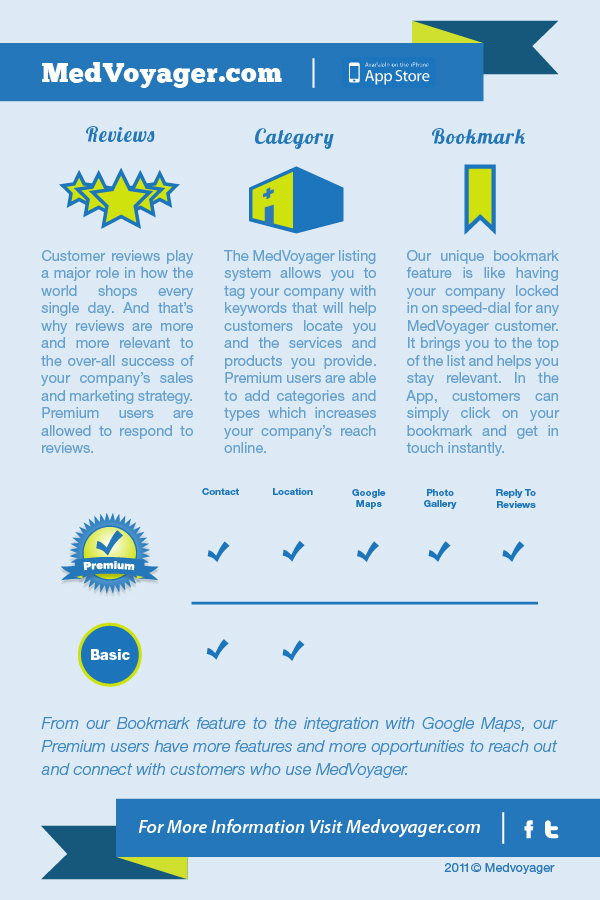 MedVoyager.com
Available on the iPhone
App Store
Reviews
Category
Bookmark
Customer reviews play
a major role in how the
world shops every
single day. And that's
why reviews are more
and more relevant to
the over-all success of
your company's sales
and marketing strategy.
Premium users are
allowed to respond to
reviews.
The MedVoyager listing
system allows you to
tag your company with
keywords that will help
customers locate you
and the services and
products you provide.
Premium users are able
to add categories and
types which increases
your company's reach
online.
Our unique bookmark
feature is like having
your company locked
in on speed-dial for any
MedVoyager customer.
It brings you to the top
of the list and helps you
stay relevant. In the
App, customers can
simply click on your
bookmark and get in
touch instantly.
Contact
Location
Google
Maps
Photo
Gallery
Reply To
Reviews
Premium
Basic
From our Bookmark feature to the integration with Google Maps, our
Premium users have more features and more opportunities to reach out
and connect with customers who use MedVoyager.
For More Information Visit Medvoyager.com
2011© Medvoyager